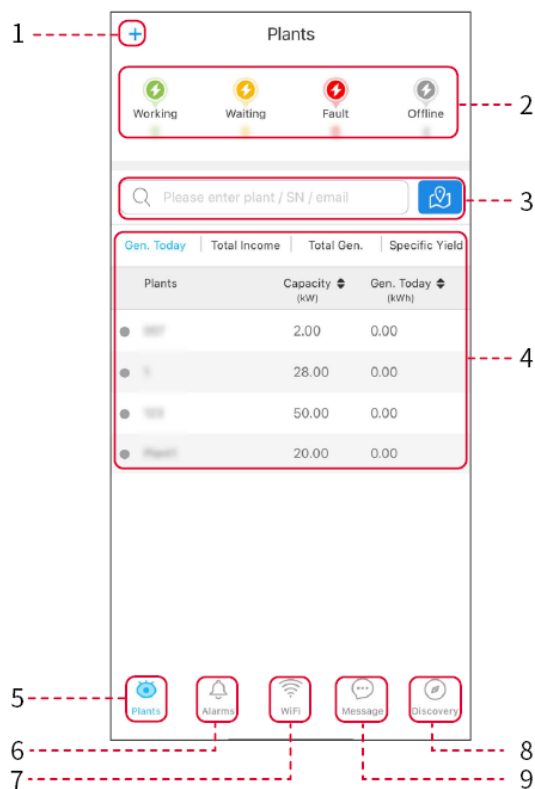 1
Plants
Working Waiting Fault Offline
2
Please enter plant / SN / email
3
Gen. Today Total Income Total Gen. Specific Yield
Plants Capacity (kW) Gen. Today (kWh)
2.00 0.00
28.00 0.00
4
50.00 0.00
20.00 0.00
5
Plants Alarms WiFi Message Discovery
6 8
7 9